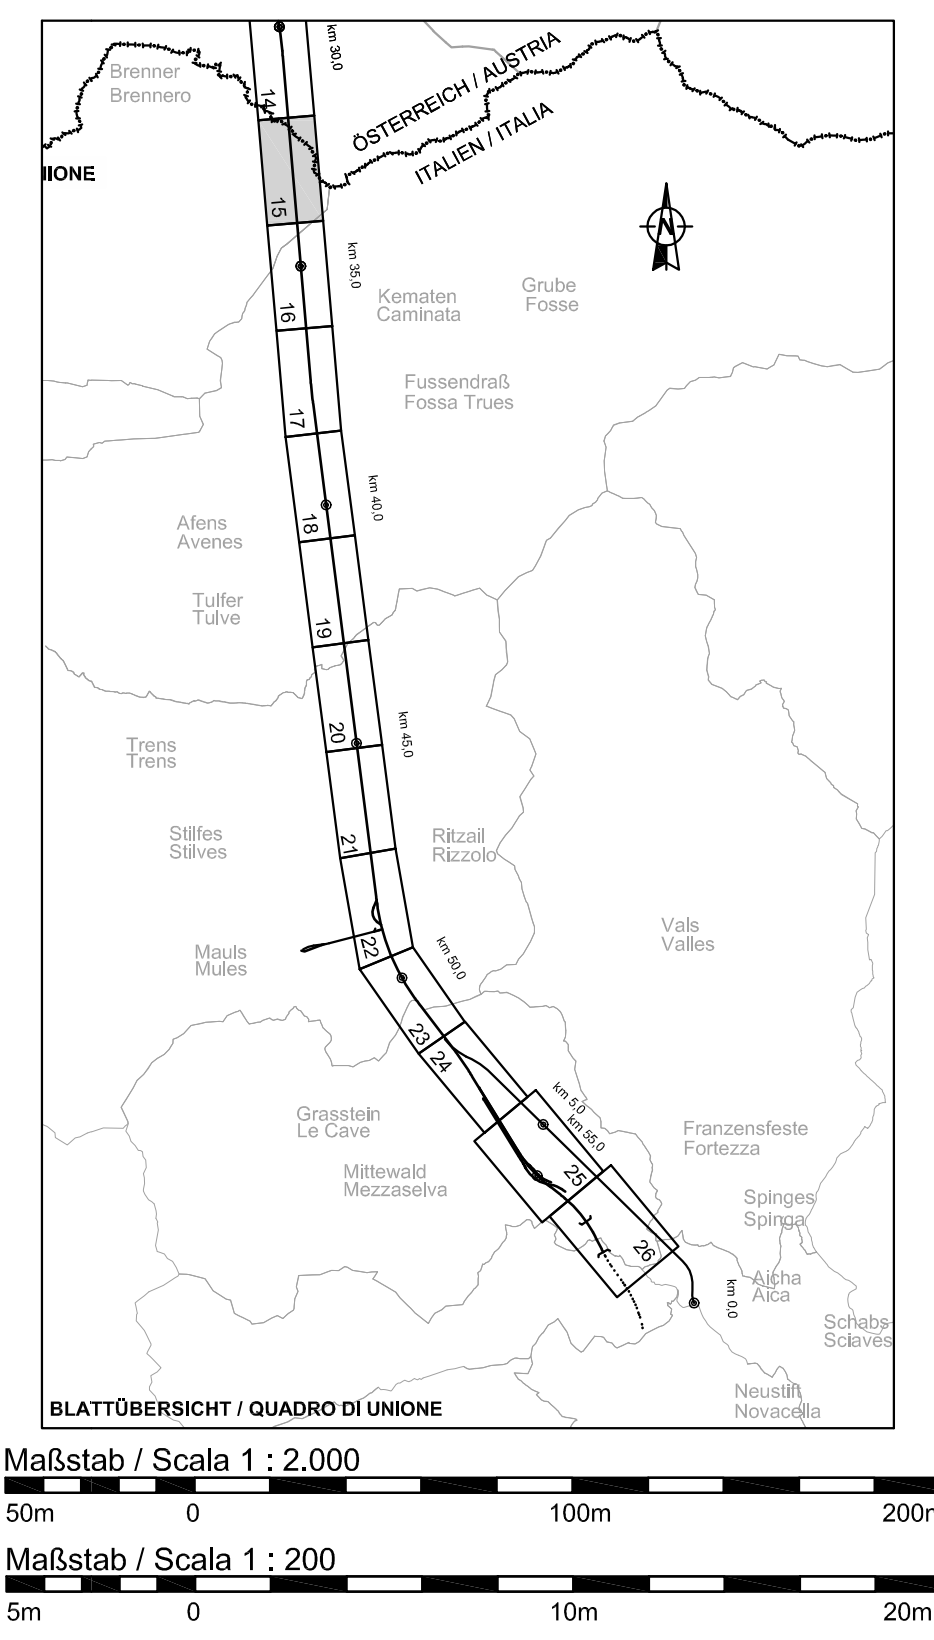 km 30,0
ÖSTERREICH / AUSTRIA
ITALIEN / ITALIA
Brenner
Brennero
14
IIONE
15
N
km 35,0
16
Kematen
Caminata
Grube
Fosse
Fussendraß
Fossa Trues
17
km 40,0
18
Afens
Avenes
Tulfer
Tulve
19
km 45,0
20
Trens
Trens
21
Stilfes
Stilves
Ritzail
Rizzolo
Vals
Valles
22
Mauls
Mules
km 50,0
23
24
Grasstein
Le Cave
km 5,0
km 55,0
Franzensfeste
Fortezza
Mittewald
Mezzaselva
25
Spinges
Spinga
26
Aicha
Aica
km 0,0
Schabs
Sciaves
Neustift
Novacella
BLATTÜBERSICHT / QUADRO DI UNIONE
Maßstab / Scala 1 : 2.000
50m 0 100m 200m
Maßstab / Scala 1 : 200
5m 0 10m 20m